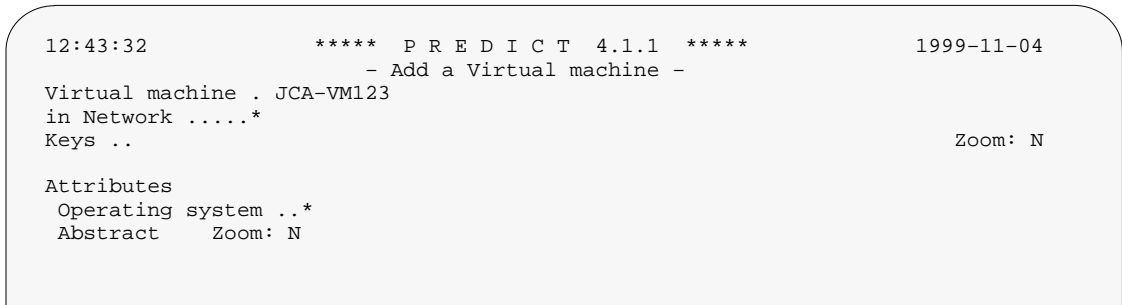 12:43:32 ***** P R E D I C T 4.1.1 ***** 1999-11-04
- Add a Virtual machine -
Virtual machine . JCA-VM123
in Network .....*
Keys .. Zoom: N
Attributes
Operating system ..*
Abstract Zoom: N